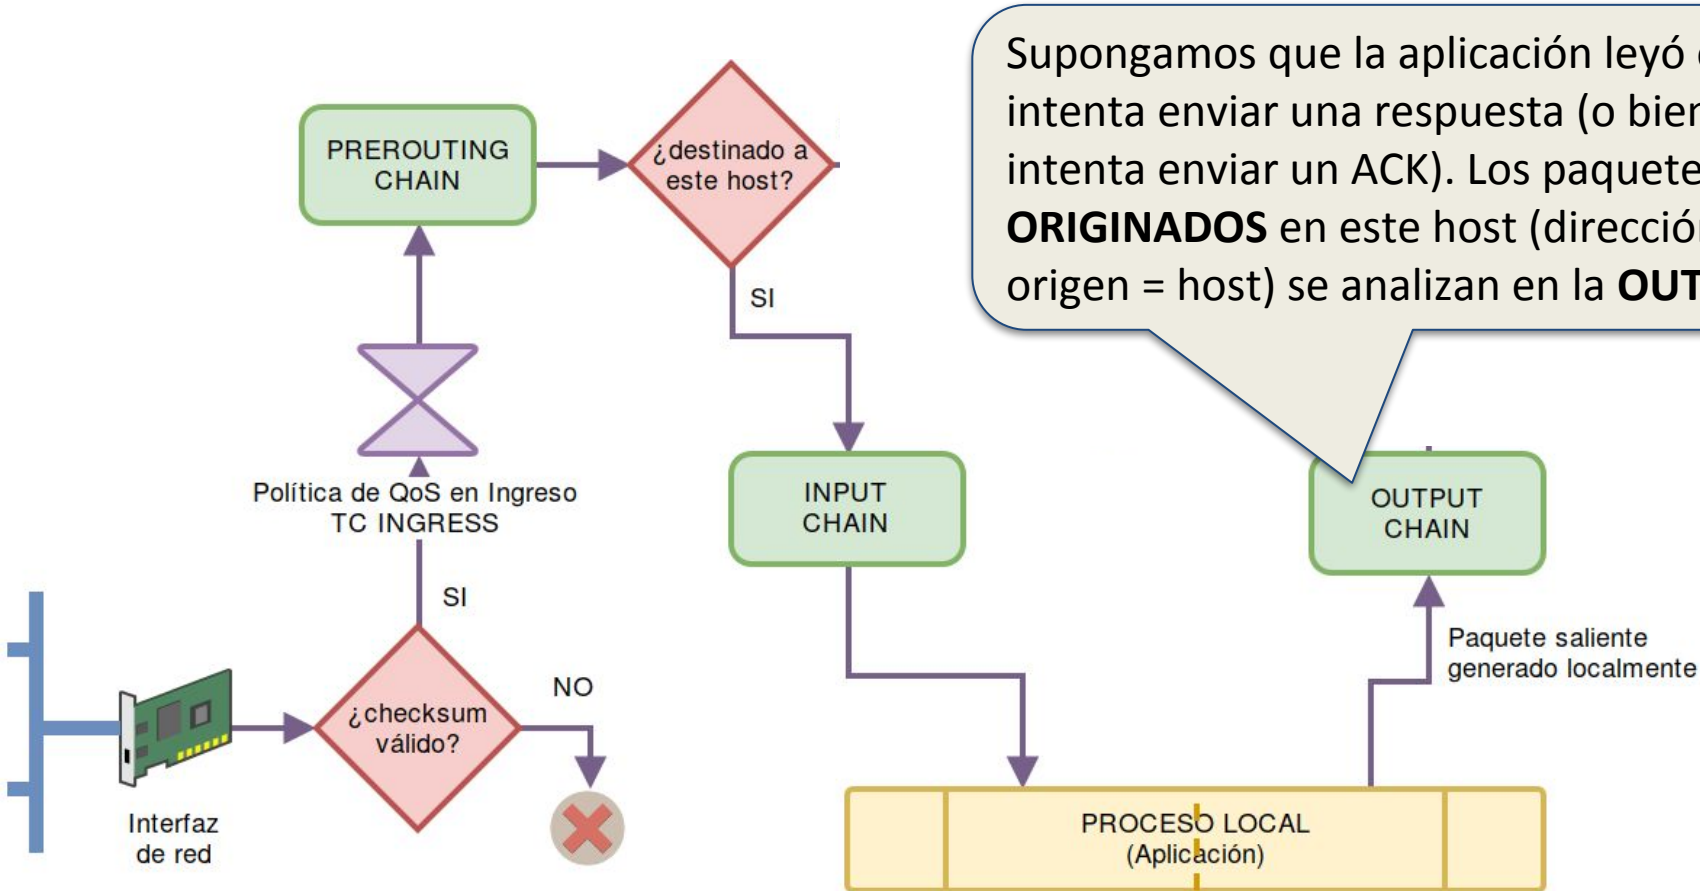 Supongamos que la aplicación leyó
intenta enviar una respuesta (o bien
intenta enviar un ACK). Los paquete
ORIGINADOS en este host (dirección
origen = host) se analizan en la OUT
PREROUTING
CHAIN
¿destinado a
este host?
SI
Política de QoS en Ingreso
TC INGRESS
INPUT
CHAIN
OUTPUT
CHAIN
SI
Paquete saliente
generado localmente
NO
¿checksum
válido?
Interfaz
de red
PROCESO LOCAL
(Aplicación)